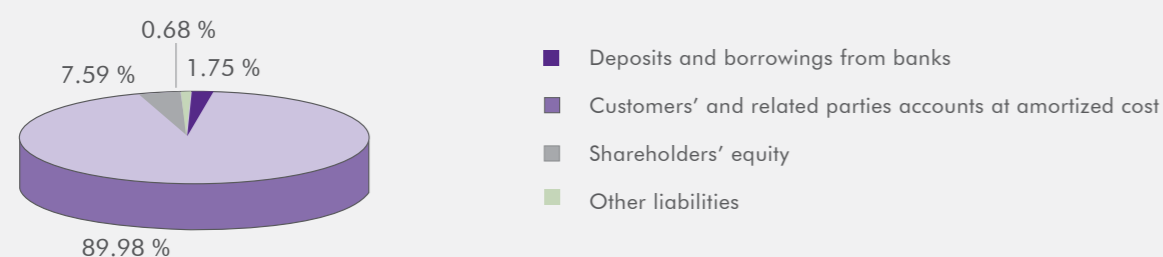 0.68 %
7.59 %
1.75 %
89.98 %
Deposits and borrowings from banks
Customers’ and related parties accounts at amortized cost
Shareholders’ equity
Other liabilities